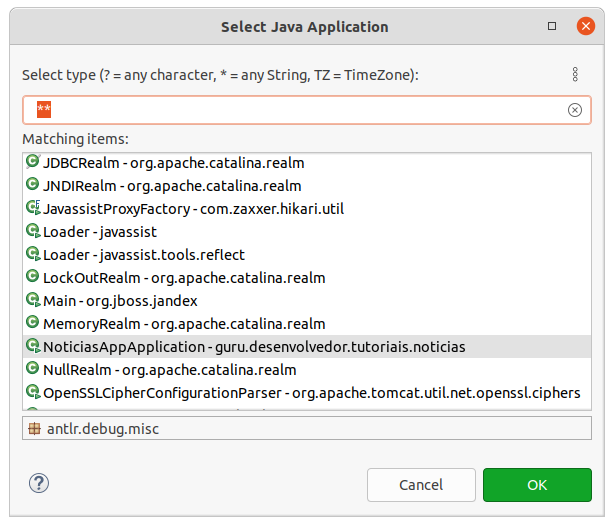 Select Java Application
Select type (? = any character, * = any String, TZ = TimeZone):
**
Matching items:
JDBCRealm - org.apache.catalina.realm
JNDIRealm - org.apache.catalina.realm
JavassistProxyFactory - com.zaxxer.hikari.util
Loader - javassist
Loader - javassist.tools.reflect
LockOutRealm - org.apache.catalina.realm
Main - org.jboss.jandex
MemoryRealm - org.apache.catalina.realm
NoticiasAppApplication - guru.desenvolvedor.tutoriais.noticias
NullRealm - org.apache.catalina.realm
OpenSSLCipherConfigurationParser - org.apache.tomcat.util.net.openssl.ciphers
antlr.debug.misc
Cancel
OK